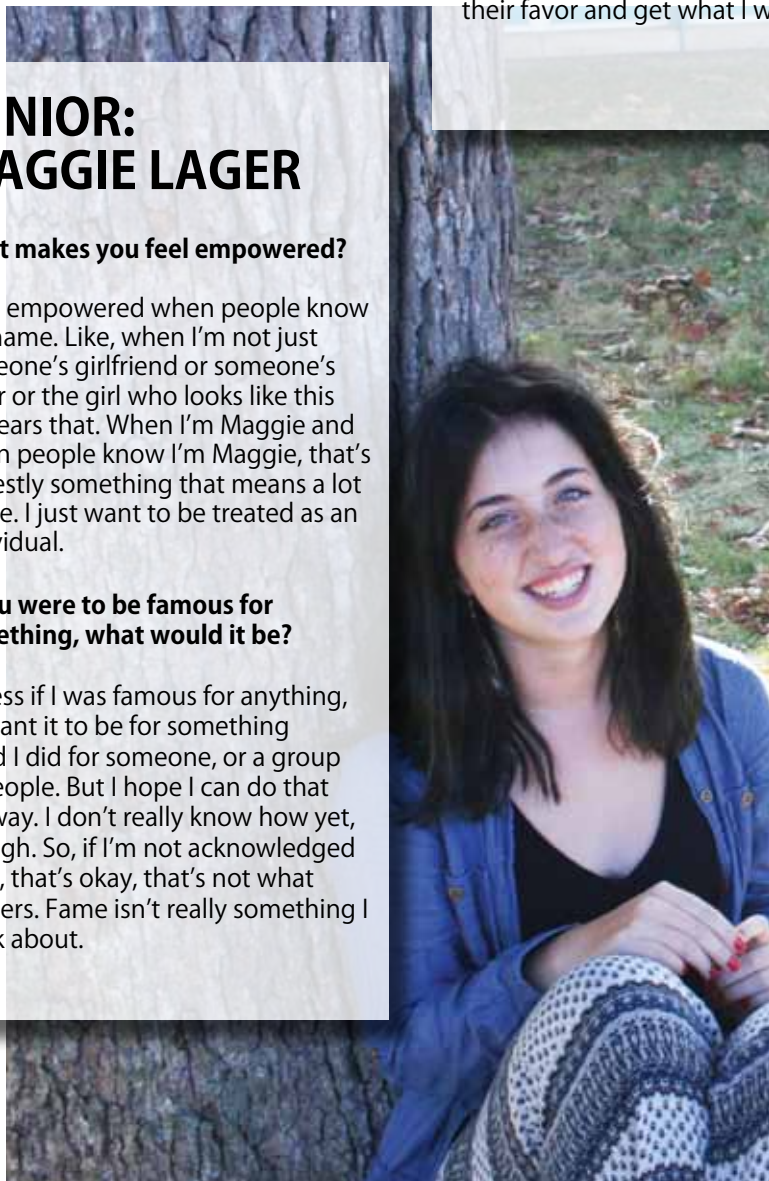 their favor and get what I w
NIOR:
AGGIE LAGER
t makes you feel empowered?
empowered when people know
ame. Like, when I’m not just
eone’s girlfriend or someone’s
r or the girl who looks like this
ears that. When I’m Maggie and
n people know I’m Maggie, that’s
estly something that means a lot
e. I just want to be treated as an
vidual.
u were to be famous for
ething, what would it be?
ess if I was famous for anything,
ant it to be for something
d I did for someone, or a group
eople. But I hope I can do that
way. I don’t really know how yet,
gh. So, if I’m not acknowledged
, that’s okay, that’s not what
ers. Fame isn’t really something I
k about.